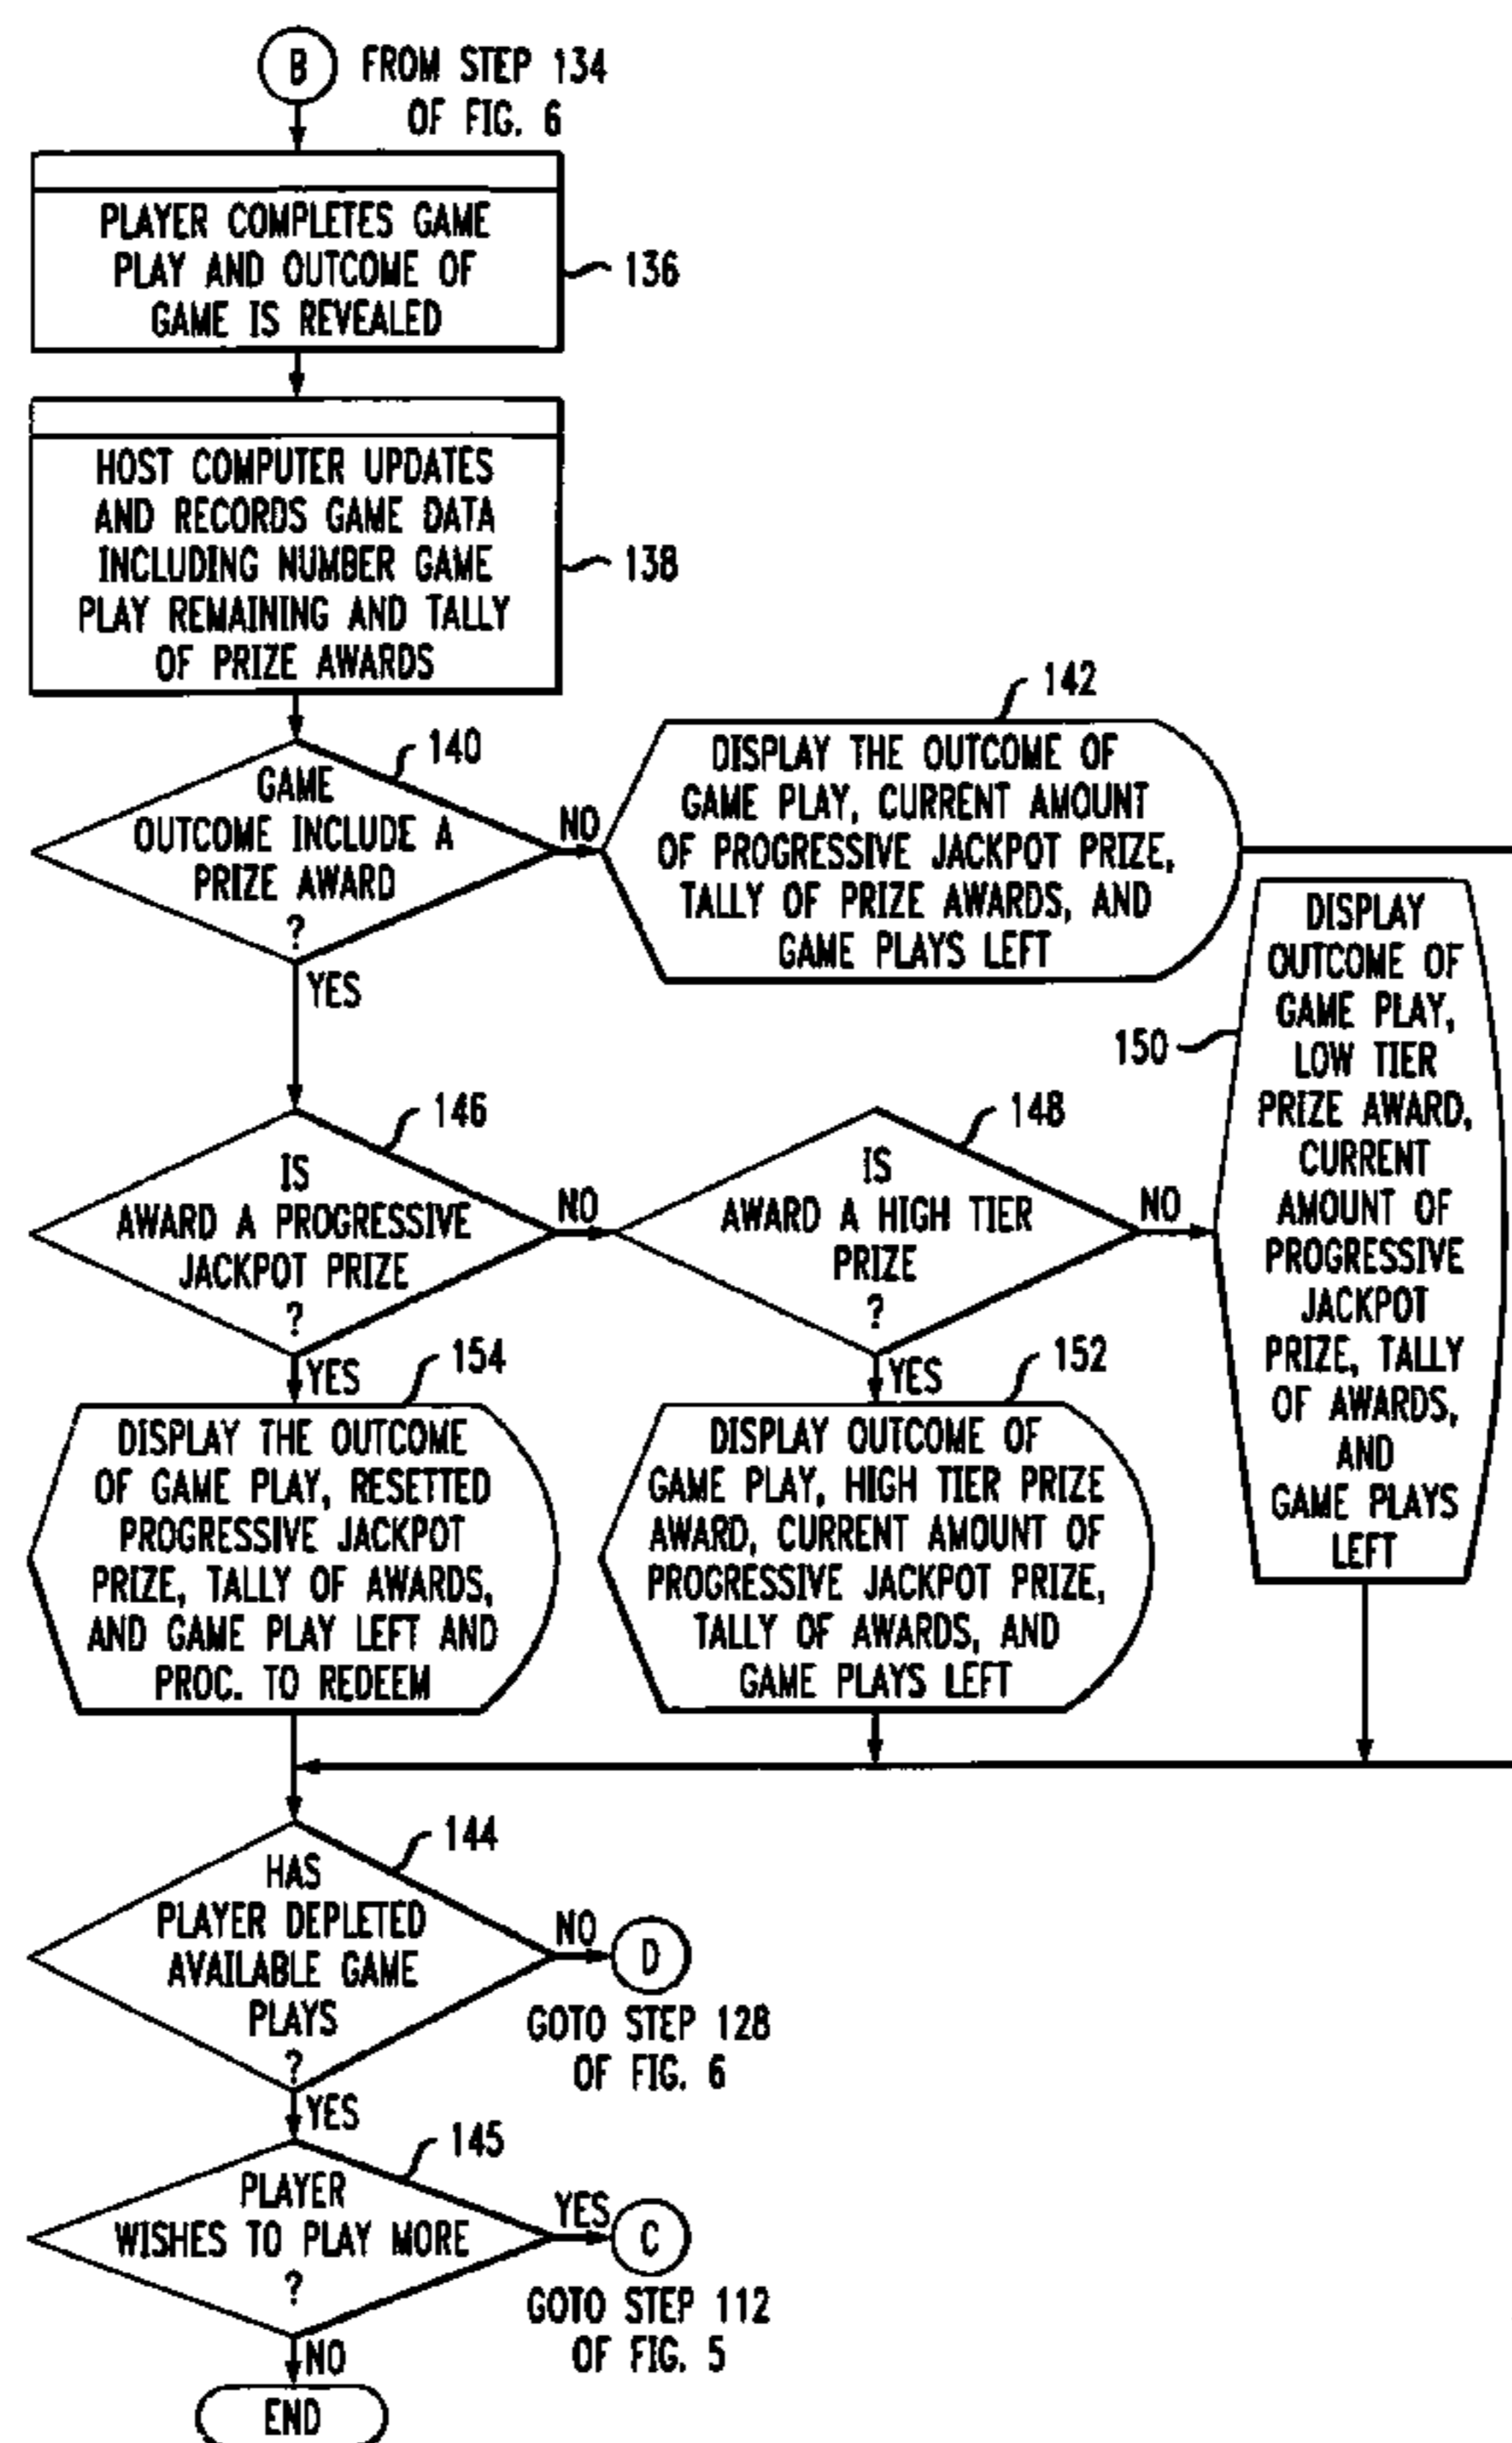 B
FROM STEP 134
OF FIG. 6
PLAYER COMPLETES GAME
PLAY AND OUTCOME OF
GAME IS REVEALED
136
HOST COMPUTER UPDATES
AND RECORDS GAME DATA
INCLUDING NUMBER GAME
PLAY REMAINING AND TALLY
OF PRIZE AWARDS
138
140
GAME
OUTCOME INCLUDE A
PRIZE AWARD
?
NO
YES
142
DISPLAY THE OUTCOME OF
GAME PLAY, CURRENT AMOUNT
OF PROGRESSIVE JACKPOT PRIZE,
TALLY OF PRIZE AWARDS, AND
GAME PLAYS LEFT
146
IS
AWARD A PROGRESSIVE
JACKPOT PRIZE
?
NO
YES
148
IS
AWARD A HIGH TIER
PRIZE
?
NO
YES
150
DISPLAY
OUTCOME OF
GAME PLAY,
LOW TIER
PRIZE AWARD,
CURRENT
AMOUNT OF
PROGRESSIVE
JACKPOT
PRIZE, TALLY
OF AWARDS,
AND
GAME PLAYS
LEFT
154
DISPLAY THE OUTCOME
OF GAME PLAY, RESETTED
PROGRESSIVE JACKPOT
PRIZE, TALLY OF AWARDS,
AND GAME PLAY LEFT AND
PROC. TO REDEEM
152
DISPLAY OUTCOME OF
GAME PLAY, HIGH TIER PRIZE
AWARD, CURRENT AMOUNT OF
PROGRESSIVE JACKPOT PRIZE,
TALLY OF AWARDS, AND
GAME PLAYS LEFT
144
HAS
PLAYER DEPLETED
AVAILABLE GAME
PLAYS
?
NO
D
GOTO STEP 128
OF FIG. 6
YES
145
PLAYER
WISHES TO PLAY MORE
?
YES
C
GOTO STEP 112
OF FIG. 5
NO
END